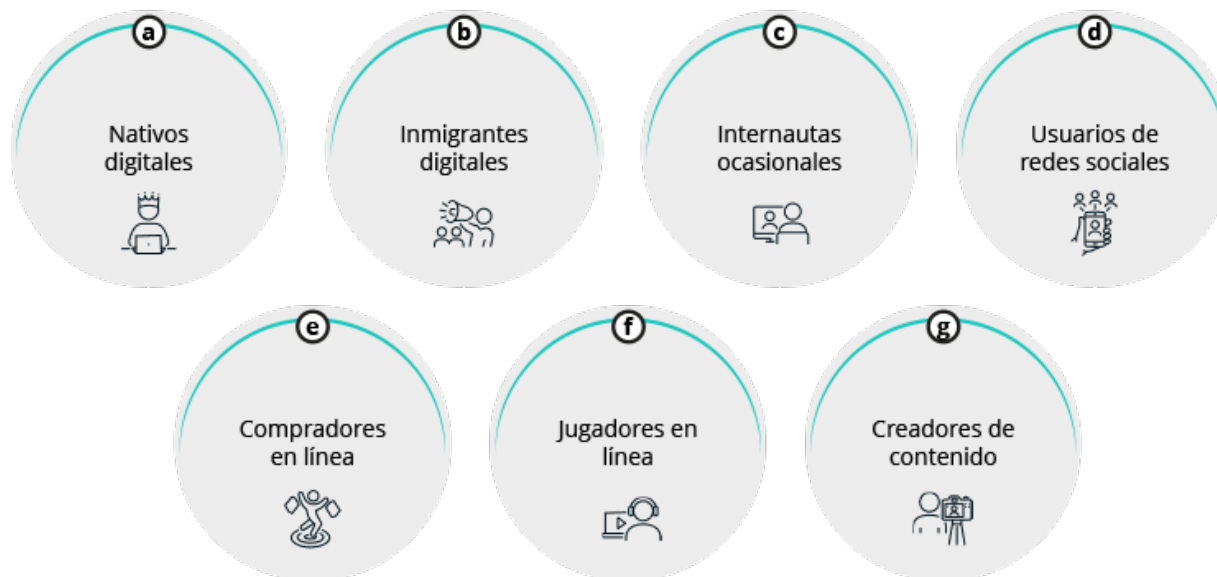 a
Nativos
digitales
b
Inmigrantes
digitales
c
Internautas
ocasionales
d
Usuarios de
redes sociales
e
Compradores
en línea
f
Jugadores en
línea
g
Creadores de
contenido